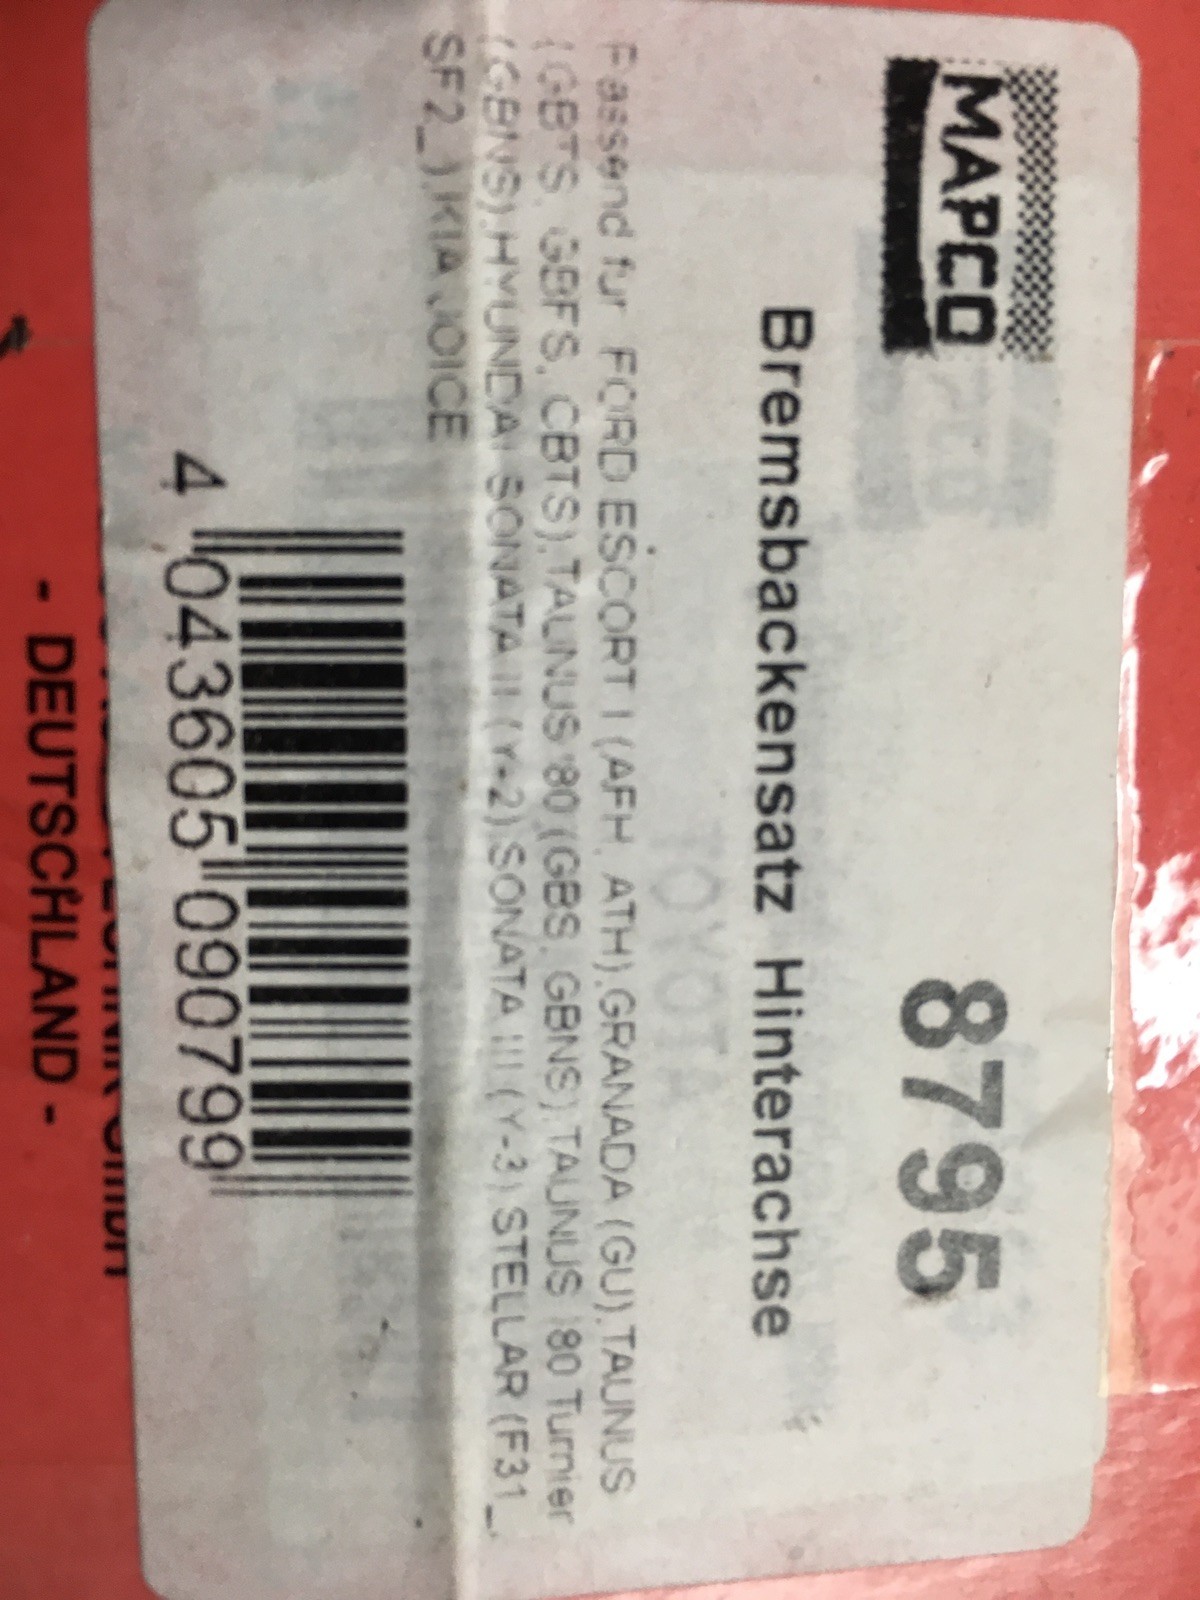 MAPCO
8795
Bremsbackensatz Hinterachse
Passend für FORD ESCORT I (AFH, ATH),GRANADA (GU),TAUNUS
(GBTS, GBFS, CBTS),TAUNUS '80 (GBS, GBNS),TAUNUS '80 Turnier
(GBNS),HYUNDAI SONATA II (Y-2),SONATA III (Y-3),STELLAR (F31_,
SF2_),KIA JOICE
4 043605 090799
TOYOTA
- DEUTSCHLAND -